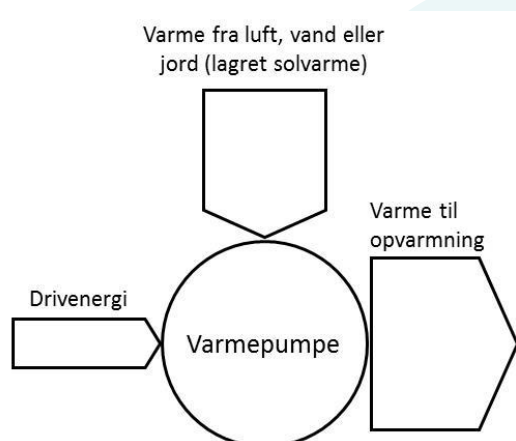 Varme fra luft, vand eller
jord (lagret solvarme)
Varme til
opvarmning
Drivenergi
Varmepumpe